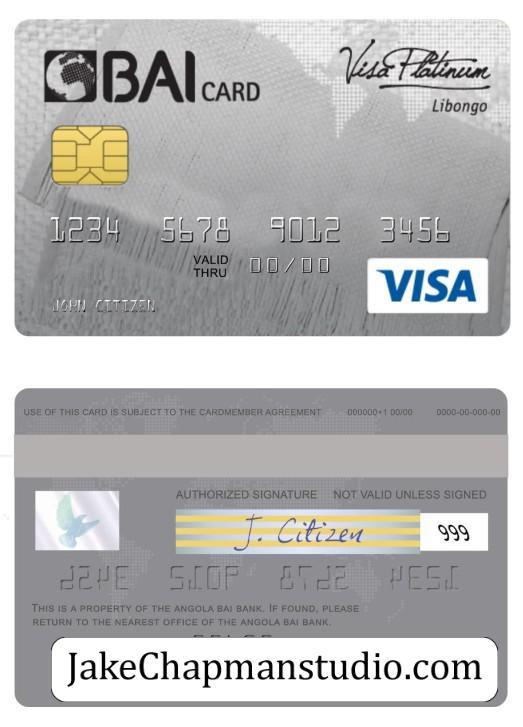 BAI CARD
Visa Platinum
Libongo
1234 5678 9012 3456
VALID THRU 00/00
JOHN CITIZEN
VISA
USE OF THIS CARD IS SUBJECT TO THE CARDMEMBER AGREEMENT 000000+1 00/00 0000-00-000-00
AUTHORIZED SIGNATURE NOT VALID UNLESS SIGNED
J. Citizen
999
THIS IS A PROPERTY OF THE ANGOLA BAI BANK. IF FOUND, PLEASE
RETURN TO THE NEAREST OFFICE OF THE ANGOLA BAI BANK.
JakeChapmanstudio.com